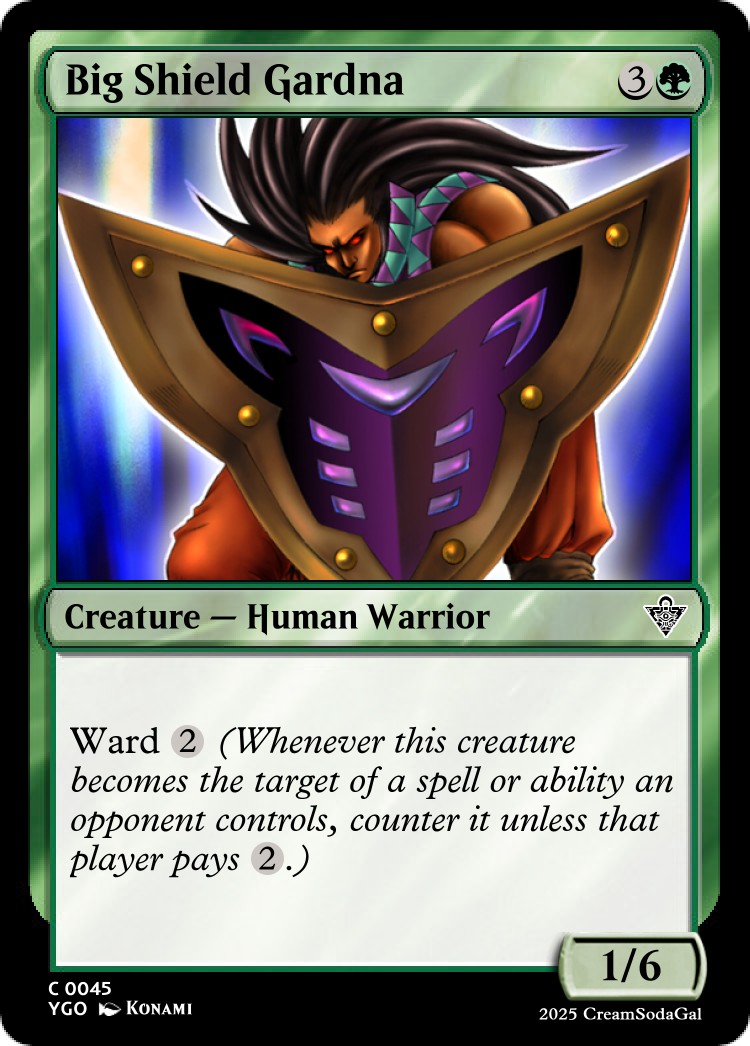 Big Shield Gardna 3
Creature — Human Warrior
Ward 2 (Whenever this creature
becomes the target of a spell or ability an
opponent controls, counter it unless that
player pays 2.)
1/6
C 0045
YGO KONAMI
2025 CreamSodaGal